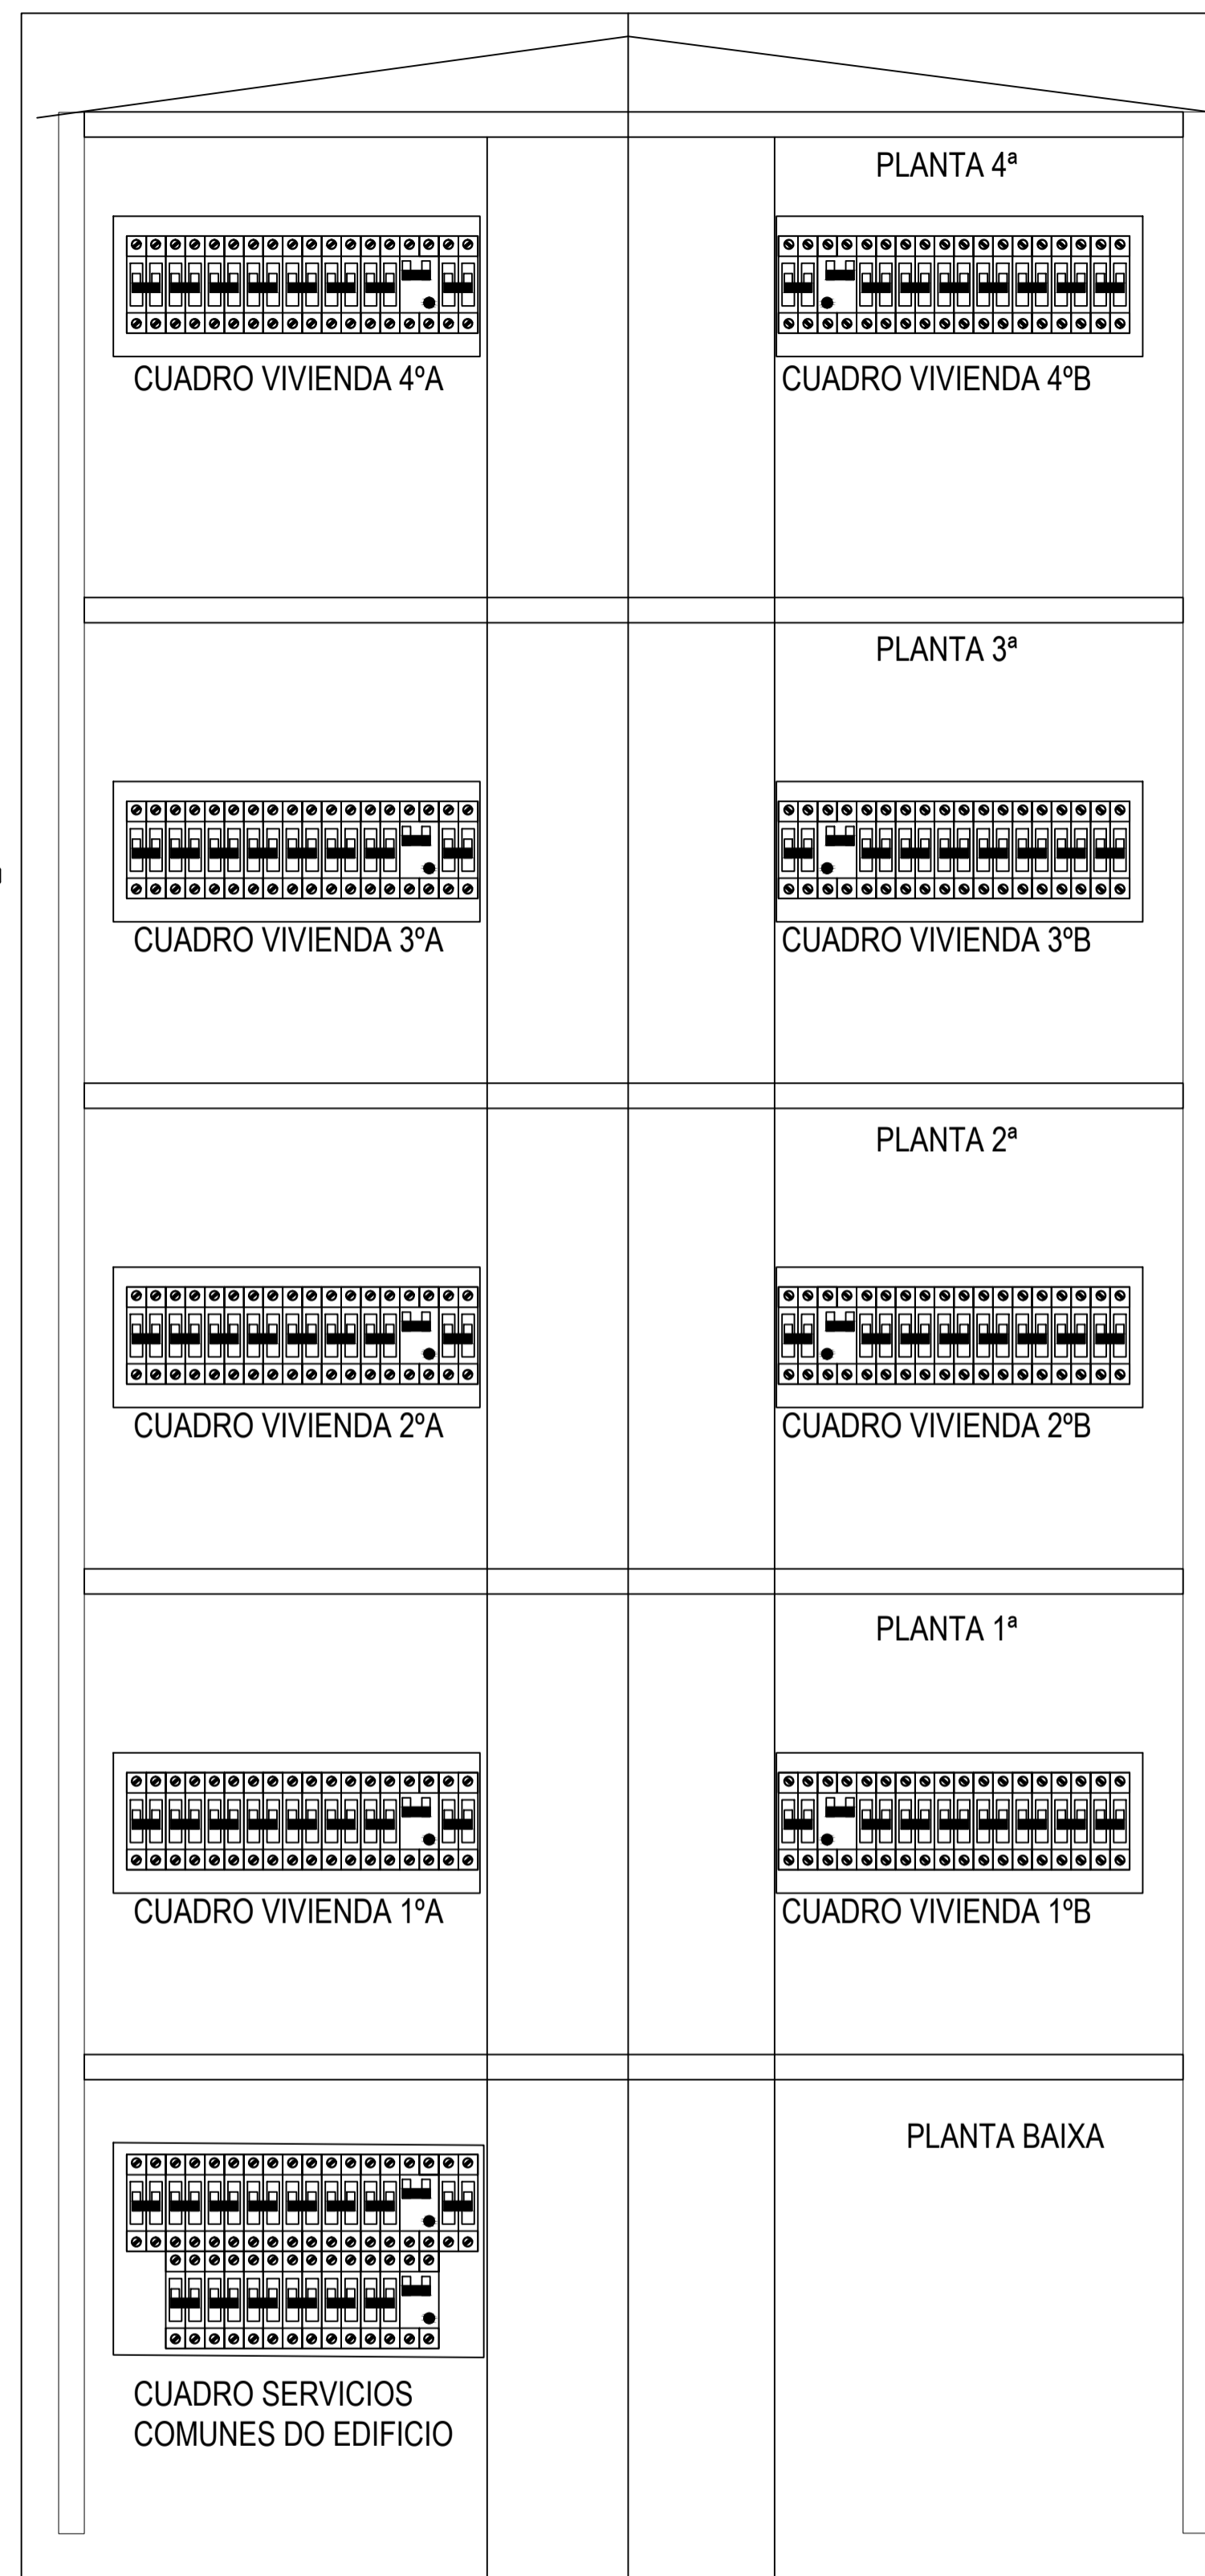 PLANTA 4ª
CUADRO VIVIENDA 4ºA
CUADRO VIVIENDA 4ºB
PLANTA 3ª
CUADRO VIVIENDA 3ºA
CUADRO VIVIENDA 3ºB
PLANTA 2ª
CUADRO VIVIENDA 2ºA
CUADRO VIVIENDA 2ºB
PLANTA 1ª
CUADRO VIVIENDA 1ºA
CUADRO VIVIENDA 1ºB
PLANTA BAIXA
CUADRO SERVICIOS
COMUNES DO EDIFICIO